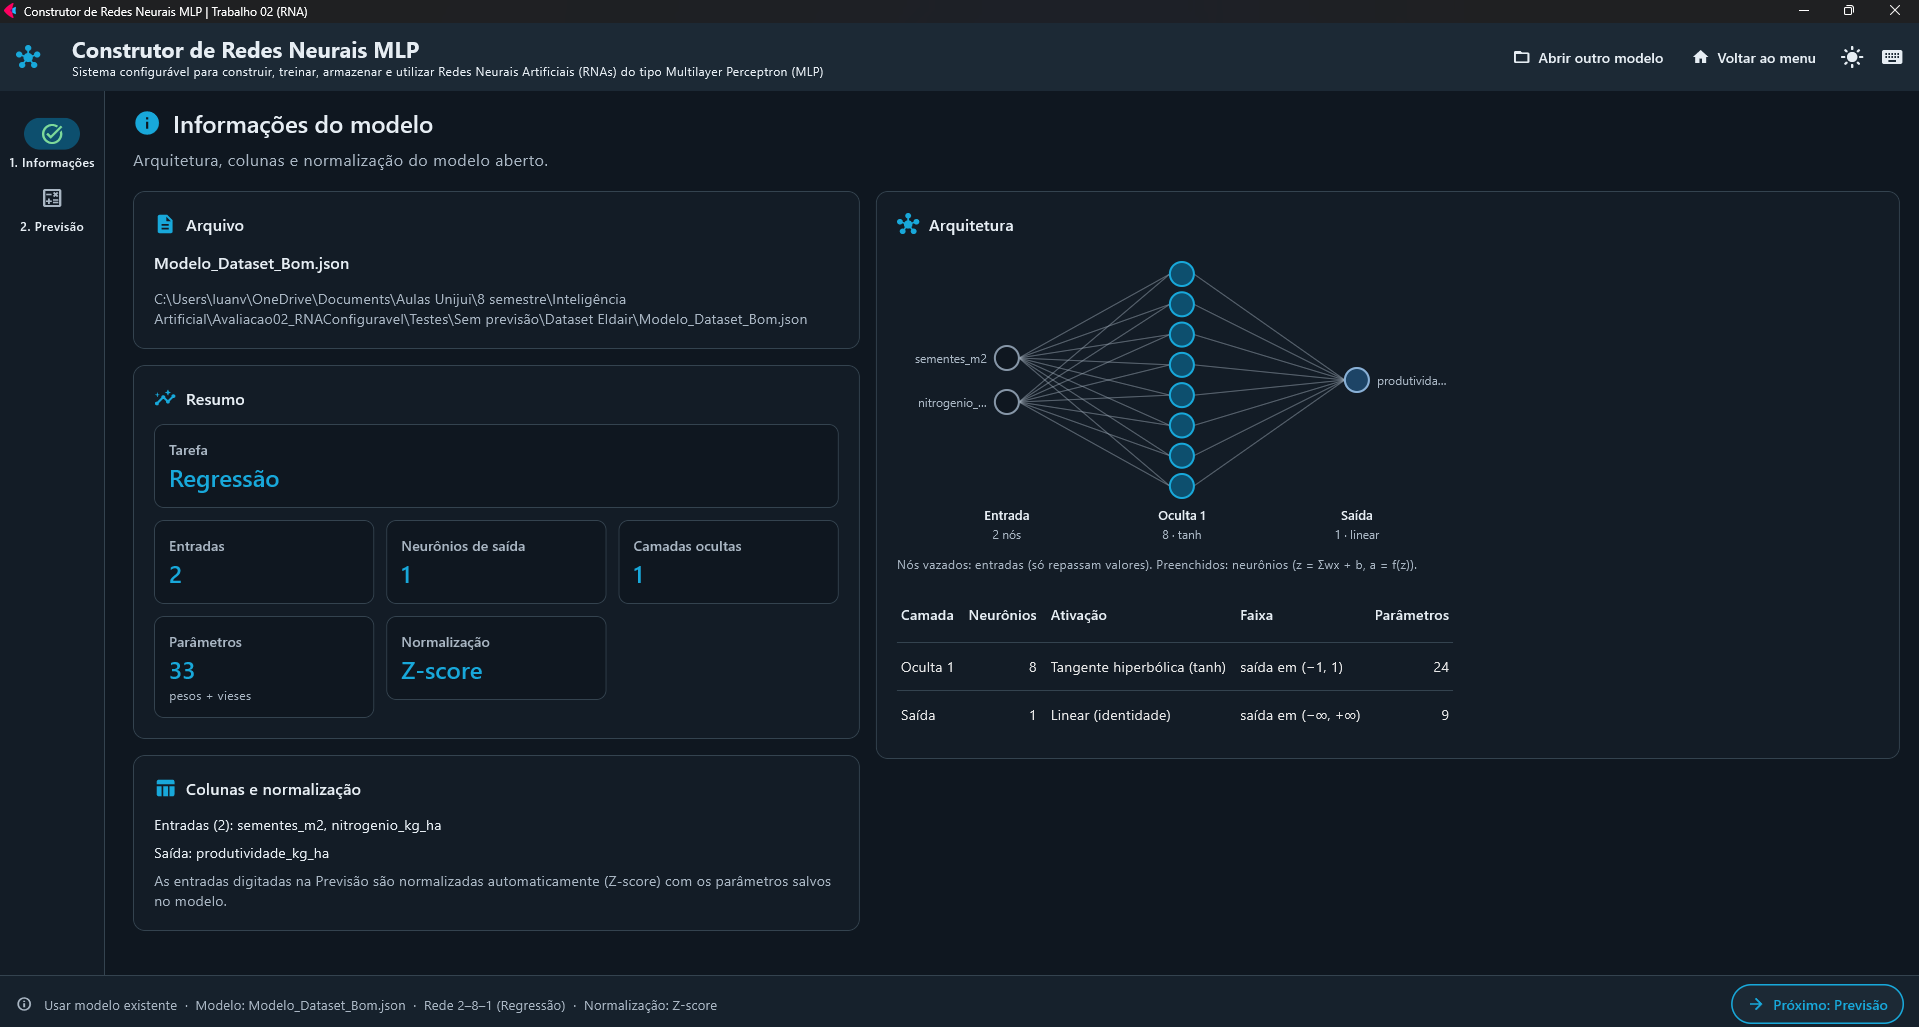 Construtor de Redes Neurais MLP | Trabalho 02 (RNA)
Construtor de Redes Neurais MLP
Sistema configurável para construir, treinar, armazenar e utilizar Redes Neurais Artificiais (RNAs) do tipo Multilayer Perceptron (MLP)
Abrir outro modelo
Voltar ao menu
1. Informações
2. Previsão
Informações do modelo
Arquitetura, colunas e normalização do modelo aberto.
Arquivo
Modelo_Dataset_Bom.json
C:\Users\luanv\OneDrive\Documents\Aulas Unijuí\8 semestre\Inteligência
Artificial\Avaliacao02_RNAConfiguravel\Testes\Sem previsão\Dataset Eldair\Modelo_Dataset_Bom.json
Resumo
Tarefa
Regressão
Entradas
2
Neurônios de saída
1
Camadas ocultas
1
Parâmetros
33
pesos + vieses
Normalização
Z-score
Colunas e normalização
Entradas (2): sementes_m2, nitrogenio_kg_ha
Saída: produtividade_kg_ha
As entradas digitadas na Previsão são normalizadas automaticamente (Z-score) com os parâmetros salvos
no modelo.
Arquitetura
sementes_m2
nitrogenio_...
produtivida...
Entrada
2 nós
Oculta 1
8 · tanh
Saída
1 · linear
Nós vazados: entradas (só repassam valores). Preenchidos: neurônios (z = Σwx + b, a = f(z)).
Camada Neurônios Ativação Faixa Parâmetros
Oculta 1 8 Tangente hiperbólica (tanh) saída em (−1, 1) 24
Saída 1 Linear (identidade) saída em (−∞, +∞) 9
Usar modelo existente · Modelo: Modelo_Dataset_Bom.json · Rede 2–8–1 (Regressão) · Normalização: Z-score
Próximo: Previsão